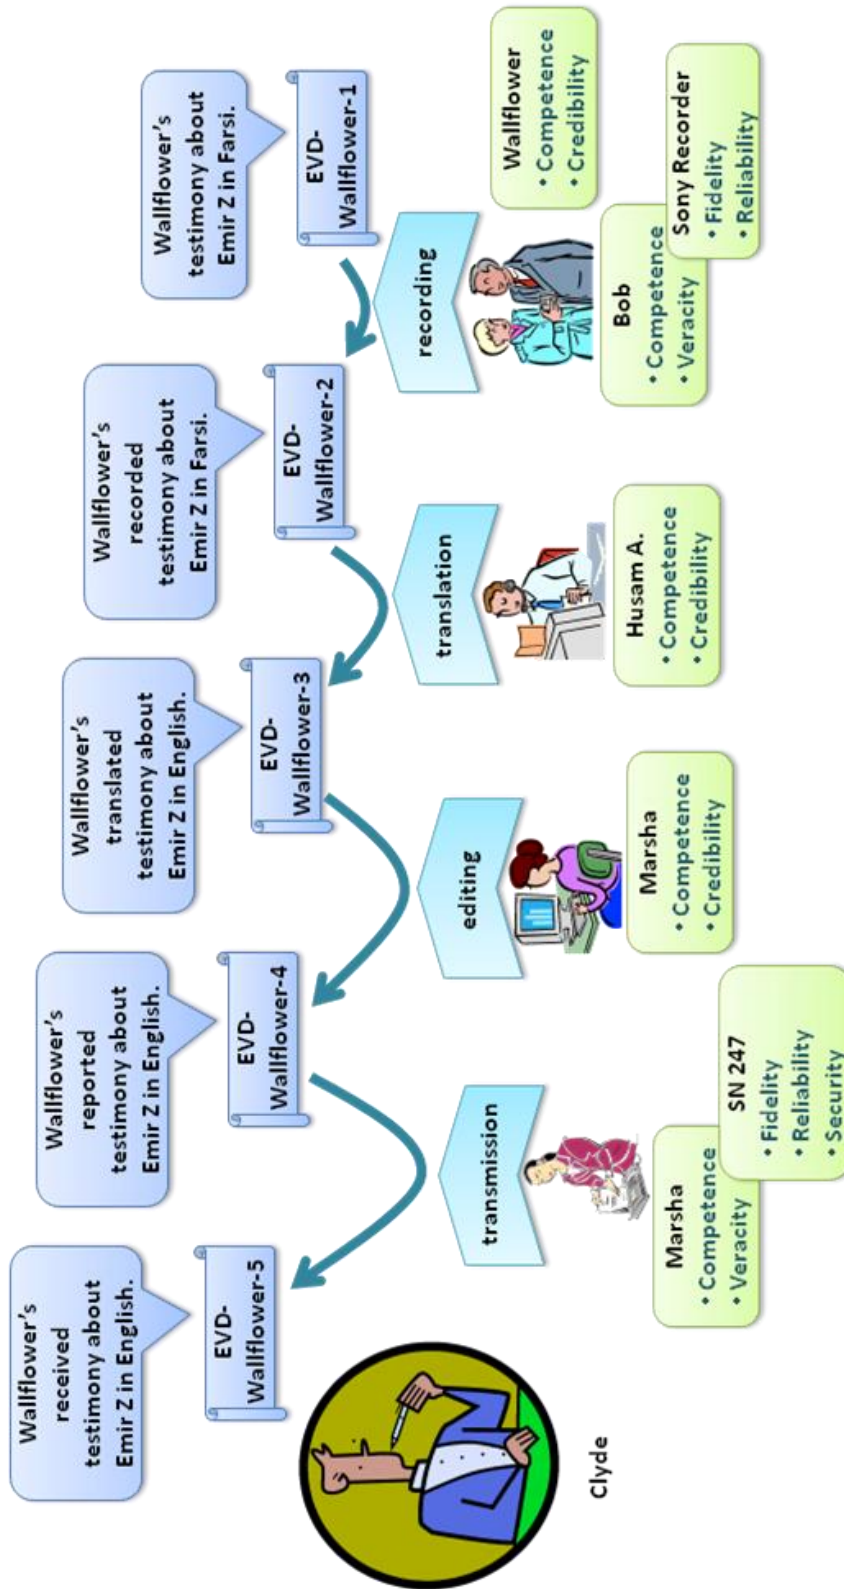 Wallflower's
received
testimony about
Emir Z in English.
Wallflower's
reported
testimony about
Emir Z in English.
Wallflower's
translated
testimony about
Emir Z in English.
Wallflower's
recorded
testimony about
Emir Z in Farsi.
Wallflower's
testimony about
Emir Z in Farsi.
EVD-
Wallflower-5
EVD-
Wallflower-4
EVD-
Wallflower-3
EVD-
Wallflower-2
EVD-
Wallflower-1
Clyde
transmission
editing
translation
recording
Marsha
• Competence
• Veracity
SN 247
• Fidelity
• Reliability
• Security
Marsha
• Competence
• Credibility
Husam A.
• Competence
• Credibility
Bob
• Competence
• Veracity
Sony Recorder
• Fidelity
• Reliability
Wallflower
• Competence
• Credibility